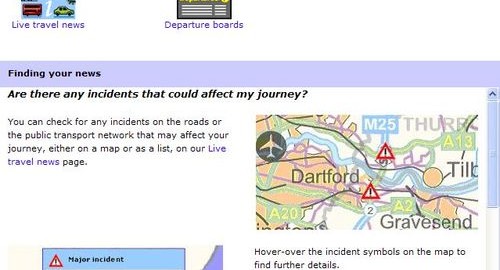 Live travel news
Departure boards
Finding your news
Are there any incidents that could affect my journey?
You can check for any incidents on the roads or
the public transport network that may affect your
journey, either on a map or as a list, on our Live
travel news page.
M25
THURR
A13
Dartford
Tilb
2
A20
A2
Gravesend
Major incident
Hover-over the incident symbols on the map to
find further details.